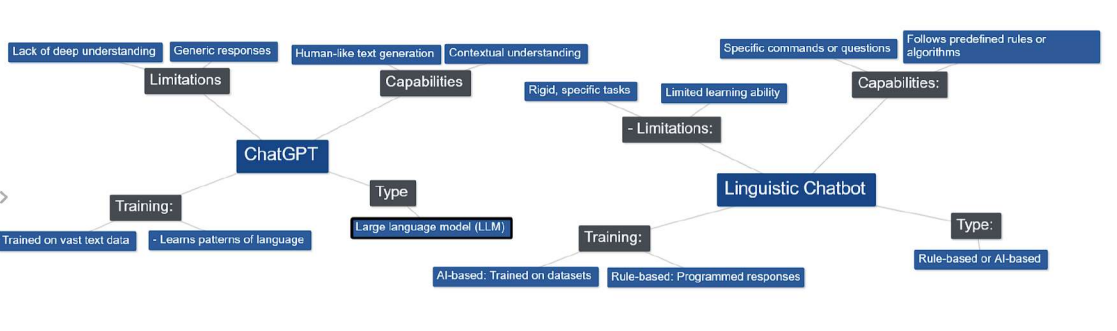 Lack of deep understanding
Generic responses
Limitations
Human-like text generation
Contextual understanding
Capabilities
ChatGPT
Training:
Trained on vast text data
- Learns patterns of language
Type
Large language model (LLM)
Specific commands or questions
Follows predefined rules or
algorithms
Capabilities:
Rigid, specific tasks
Limited learning ability
- Limitations:
Linguistic Chatbot
Training:
AI-based: Trained on datasets
Rule-based: Programmed responses
Type:
Rule-based or AI-based